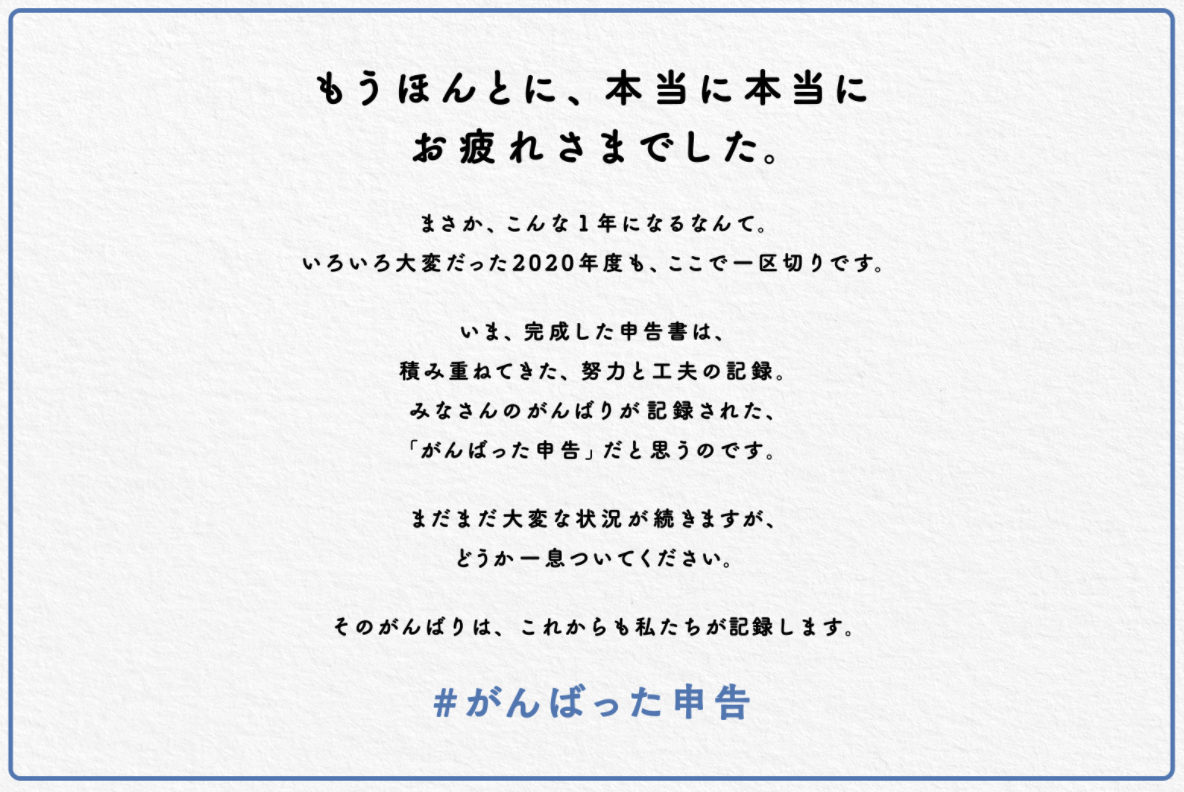 もうほんとに、本当に本当に
お疲れさまでした。
まさか、こんな1年になるなんて。
いろいろ大変だった2020年度も、ここで一区切りです。
いま、完成した申告書は、
積み重ねてきた、努力と工夫の記録。
みなさんのがんばりが記録された、
「がんばった申告」だと思うのです。
まだまだ大変な状況が続きますが、
どうか一息ついてください。
そのがんばりは、これからも私たちが記録します。
#がんばった申告